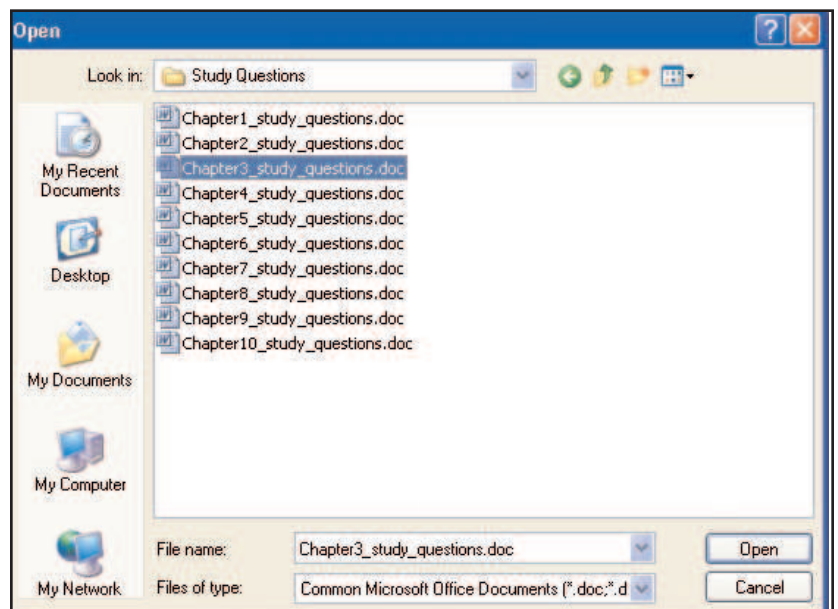 Open
Look in: Study Questions
My Recent
Documents
Desktop
My Documents
My Computer
My Network
Chapter1_study_questions.doc
Chapter2_study_questions.doc
Chapter3_study_questions.doc
Chapter4_study_questions.doc
Chapter5_study_questions.doc
Chapter6_study_questions.doc
Chapter7_study_questions.doc
Chapter8_study_questions.doc
Chapter9_study_questions.doc
Chapter10_study_questions.doc
File name: Chapter3_study_questions.doc Open
Files of type: Common Microsoft Office Documents (*.doc;*.d Cancel